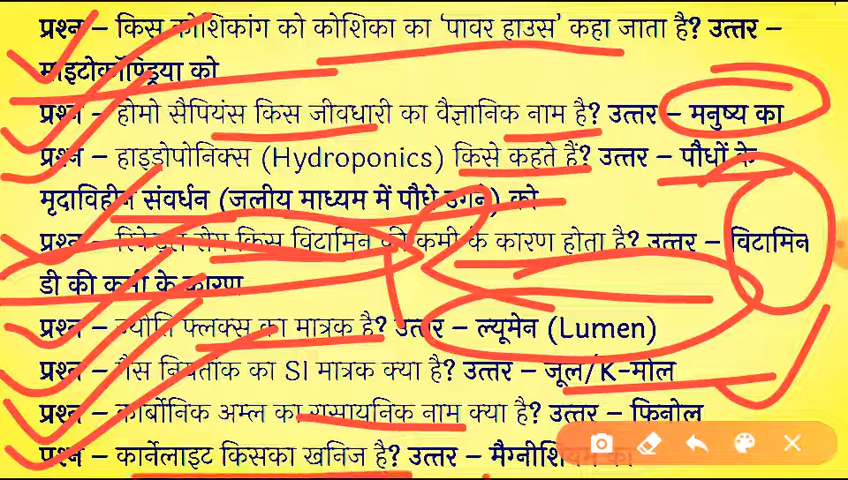 प्रश्न – किस कोशिकांग को कोशिका का ‘पावर हाउस’ कहा जाता है? उत्तर –
माइटोकॉण्ड्रिया को
प्रश्न – होमो सैपियंस किस जीवधारी का वैज्ञानिक नाम है? उत्तर – मनुष्य का
प्रश्न – हाइड्रोपोनिक्स (Hydroponics) किसे कहते हैं? उत्तर – पौधों के
मृदाविहीन संवर्धन (जलीय माध्यम में पौधे उगने) को
प्रश्न – रिकेट्स रोग किस विटामिन की कमी के कारण होता है? उत्तर – विटामिन
डी की कमी के कारण
प्रश्न – ज्योति फ्लक्स का मात्रक है? उत्तर – ल्यूमेन (Lumen)
प्रश्न – गैस नियतांक का SI मात्रक क्या है? उत्तर – जूल/K-मोल
प्रश्न – कार्बोनिक अम्ल का रासायनिक नाम क्या है? उत्तर – फिनोल
प्रश्न – कार्नेलाइट किसका खनिज है? उत्तर – मैग्नीशियम का